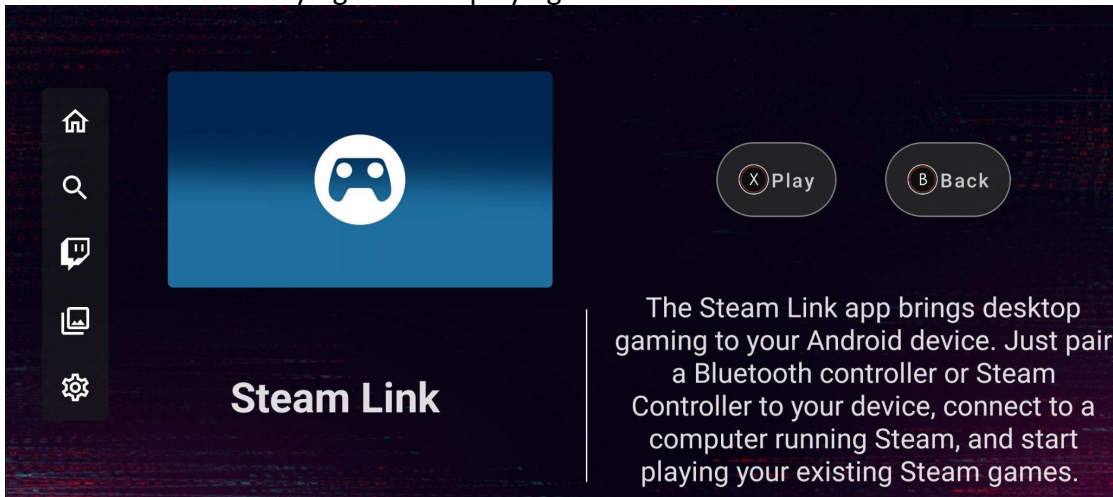 X Play
B Back
Steam Link
The Steam Link app brings desktop
gaming to your Android device. Just pair
a Bluetooth controller or Steam
Controller to your device, connect to a
computer running Steam, and start
playing your existing Steam games.